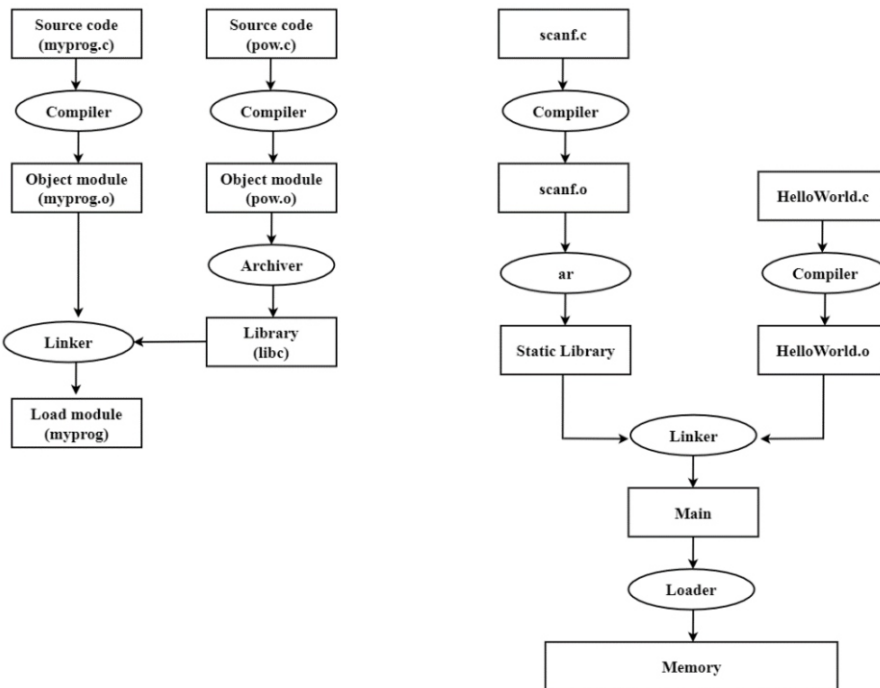 Source code
(myprog.c)
Compiler
Object module
(myprog.o)
Source code
(pow.c)
Compiler
Object module
(pow.o)
Archiver
Library
(libc)
Linker
Load module
(myprog)
scanf.c
Compiler
scanf.o
ar
Static Library
HelloWorld.c
Compiler
HelloWorld.o
Linker
Main
Loader
Memory